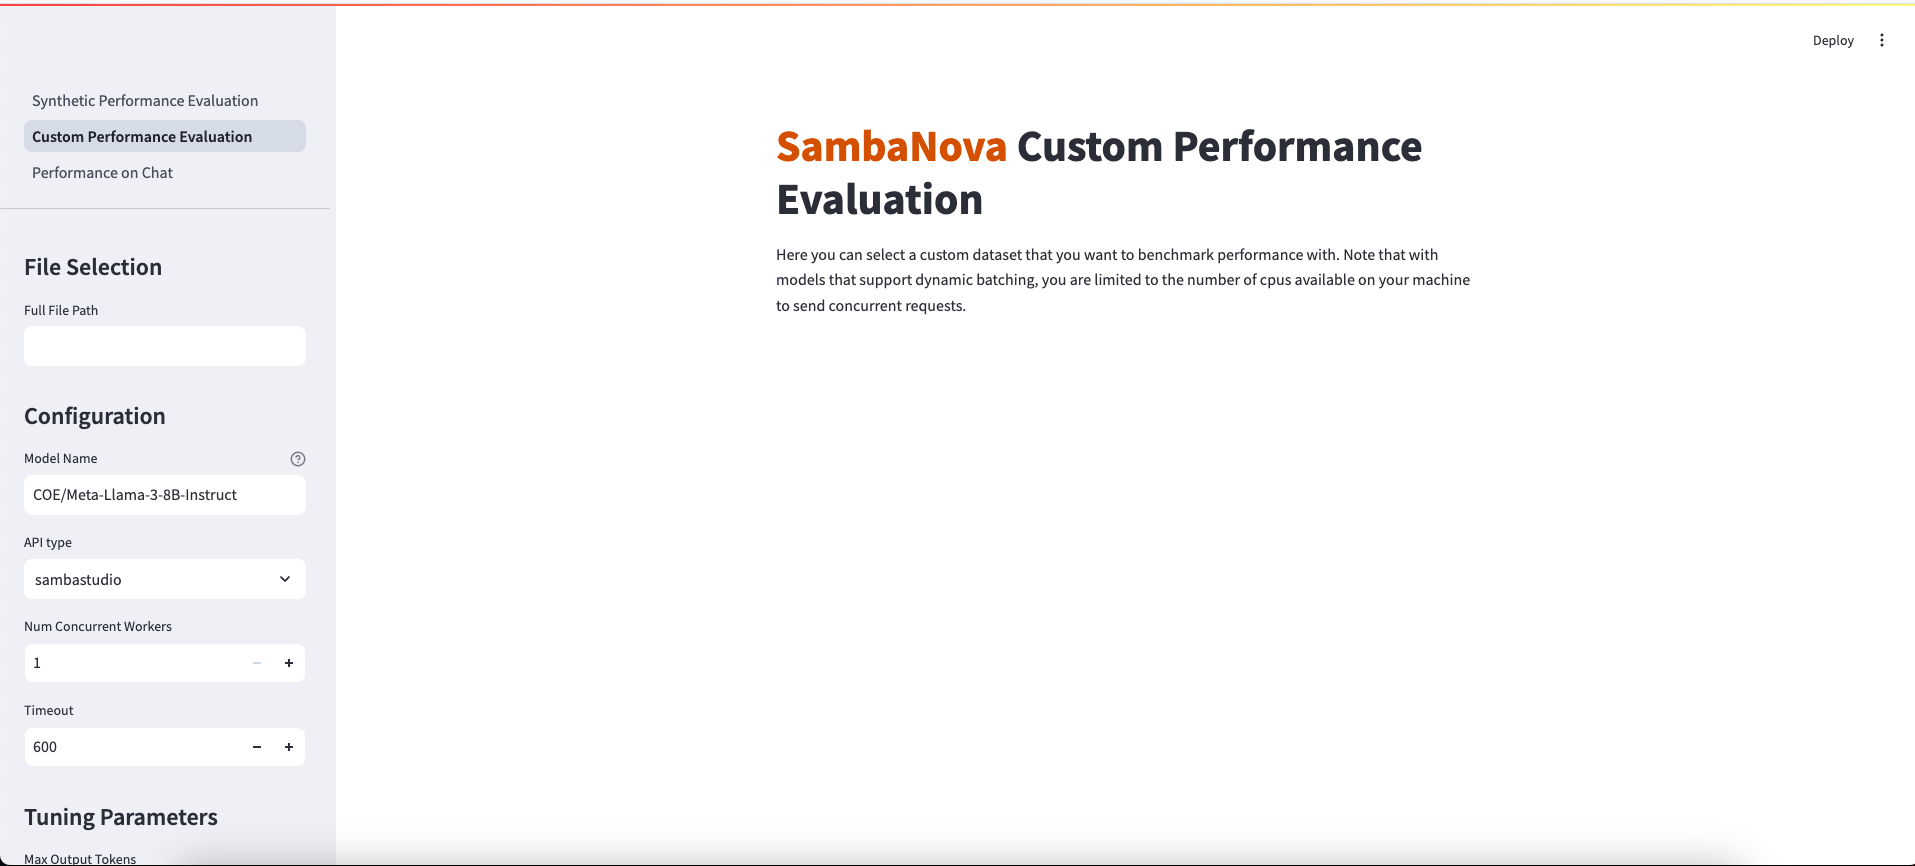 Deploy
Synthetic Performance Evaluation
Custom Performance Evaluation
Performance on Chat
File Selection
Full File Path
Configuration
Model Name
COE/Meta-Llama-3-8B-Instruct
API type
sambastudio
Num Concurrent Workers
1
Timeout
600
Tuning Parameters
Max Output Tokens
SambaNova Custom Performance
Evaluation
Here you can select a custom dataset that you want to benchmark performance with. Note that with
models that support dynamic batching, you are limited to the number of cpus available on your machine
to send concurrent requests.